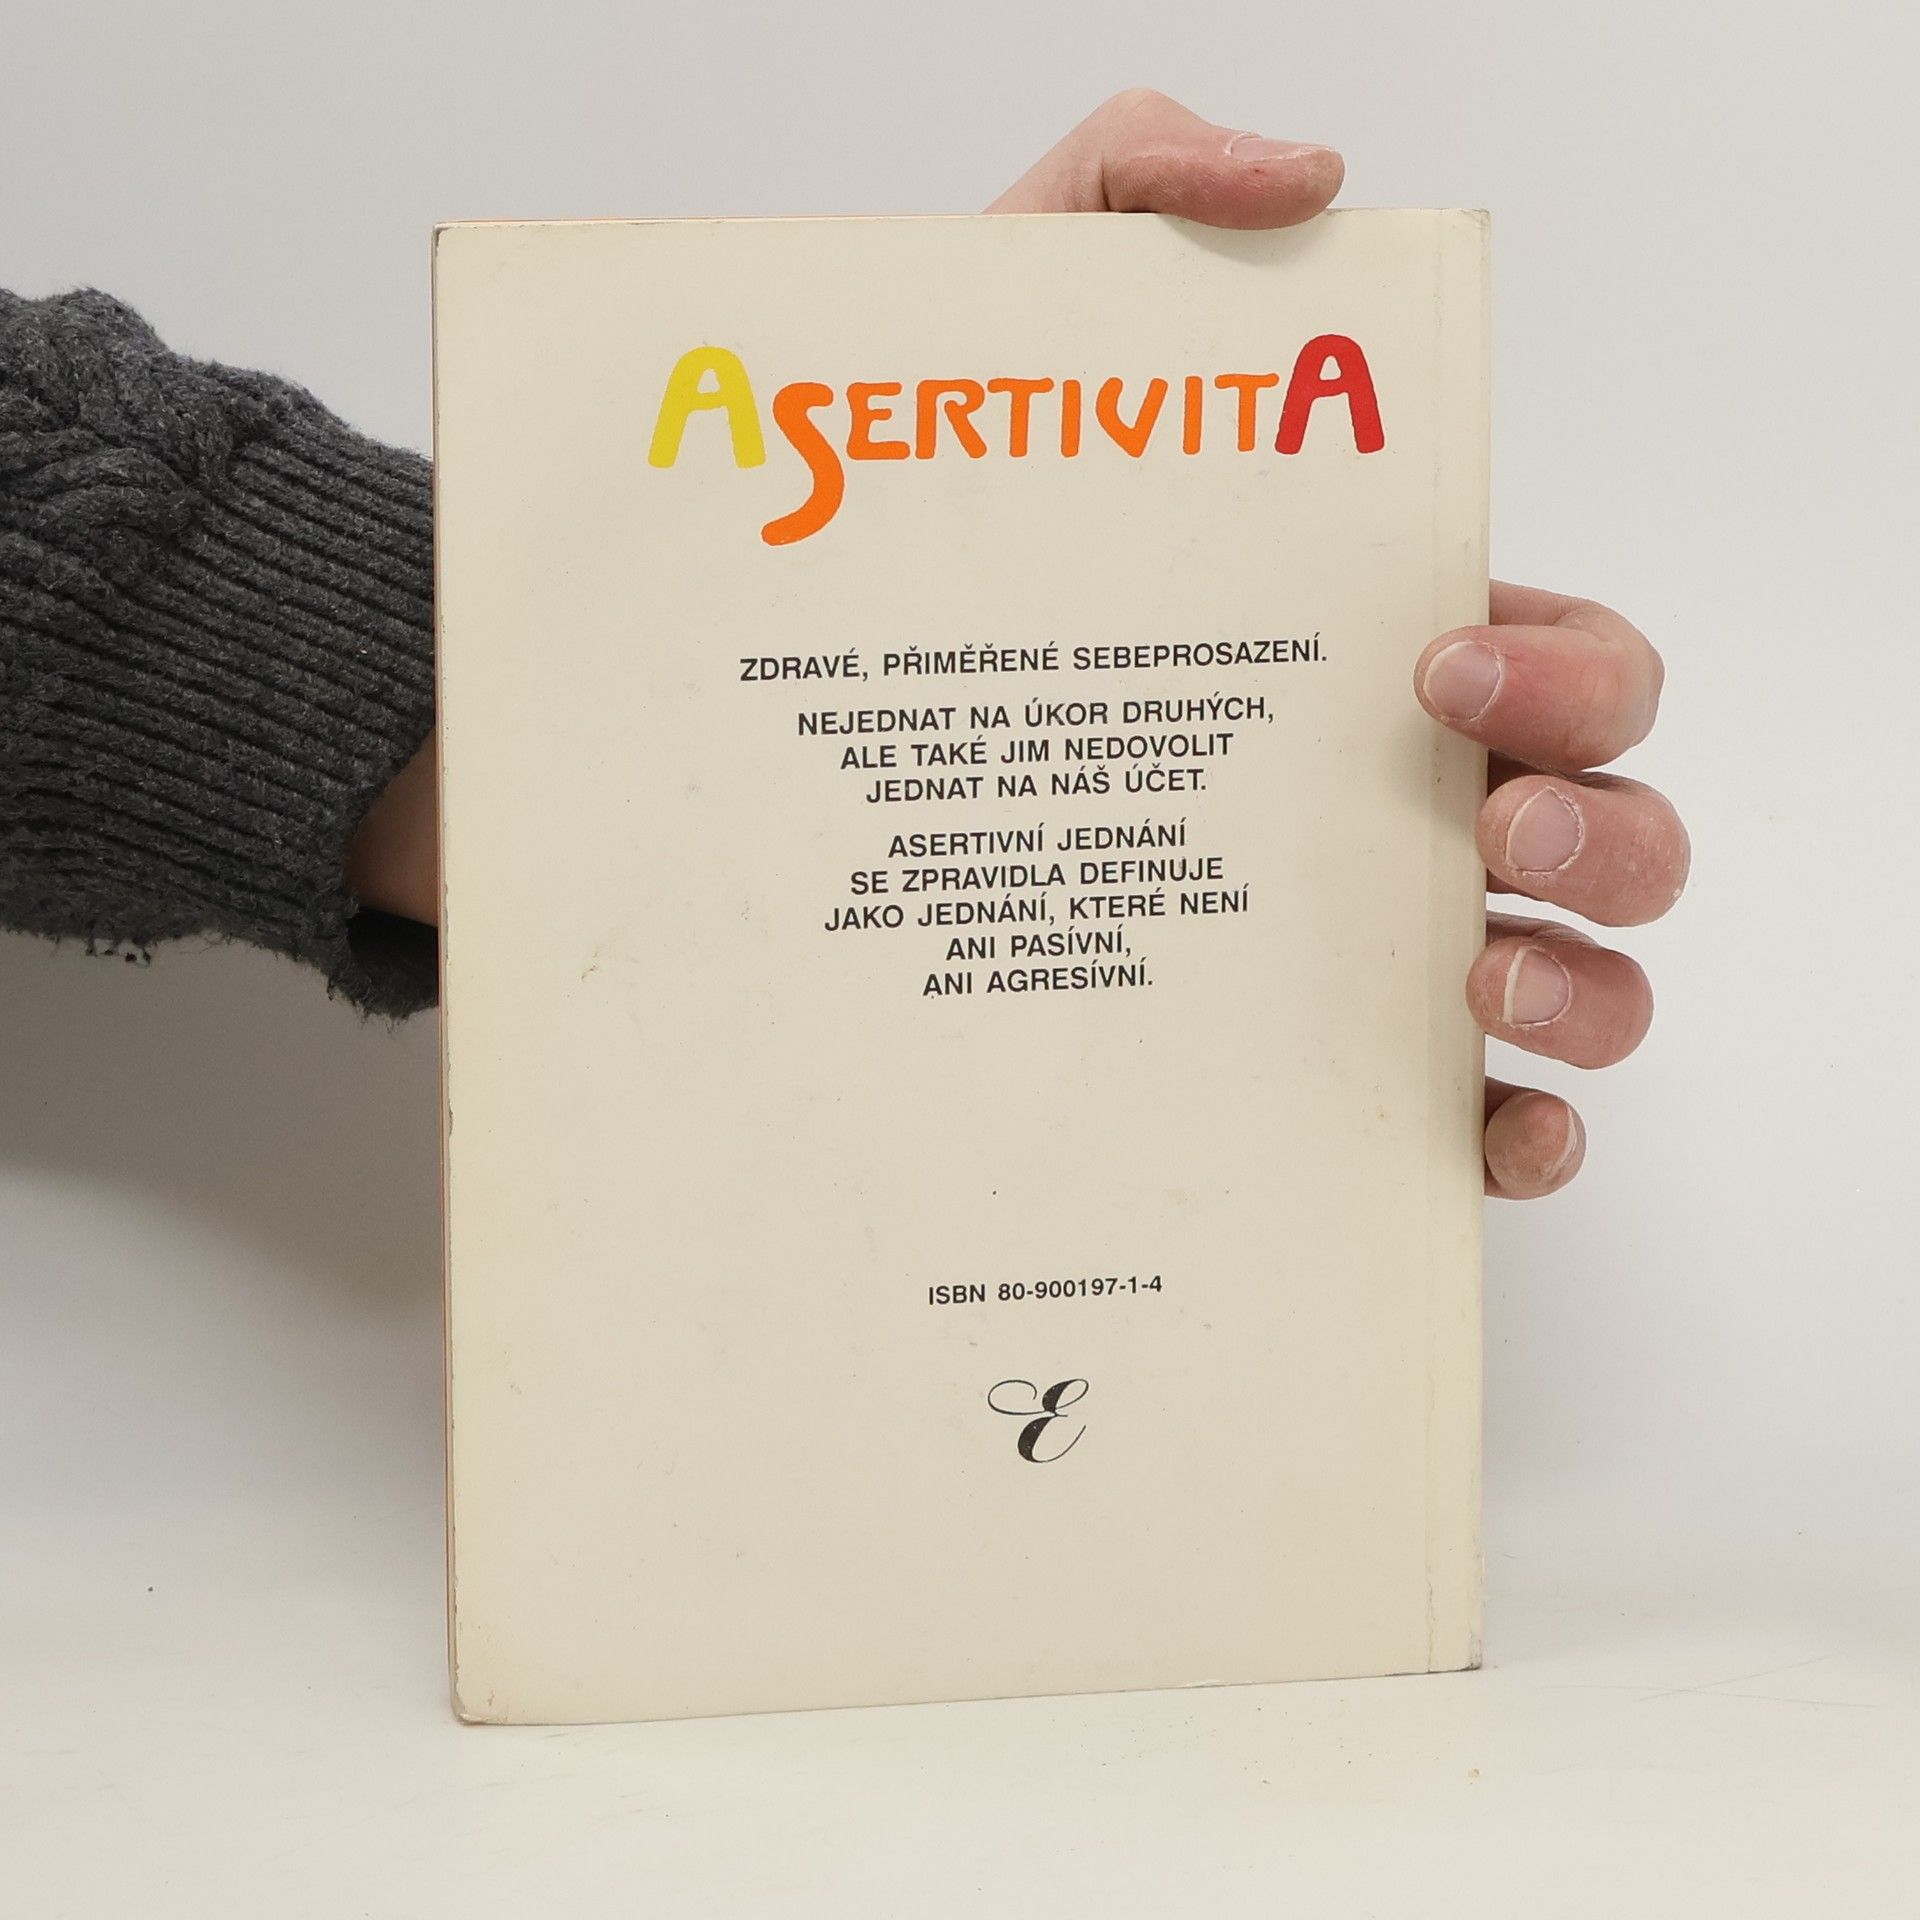 ASERTIVITA
ZDRAVÉ, PŘIMĚŘENÉ SEBEPROSAZENÍ.
NEJEDNAT NA ÚKOR DRUHÝCH,
ALE TAKÉ JIM NEDOVOLIT
JEDNAT NA NÁŠ ÚČET.
ASERTIVNÍ JEDNÁNÍ
SE ZPRAVIDLA DEFINUJE
JAKO JEDNÁNÍ, KTERÉ NENÍ
ANI PASÍVNÍ,
ANI AGRESÍVNÍ.
ISBN 80-900197-1-4
E